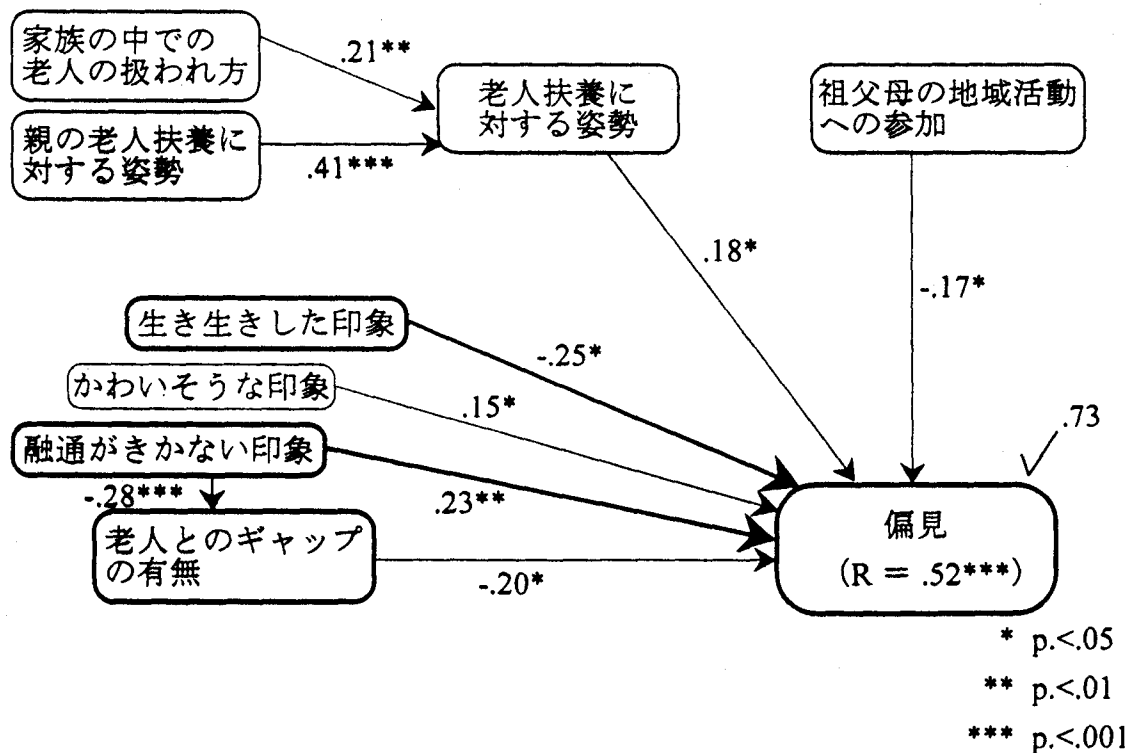 家族の中での
老人の扱われ方
.21**
老人扶養に
対する姿勢
祖父母の地域活動
への参加
親の老人扶養に
対する姿勢
.41***
.18*
-.17*
生き生きした印象
-.25*
かわいそうな印象
.15*
.73
融通がきかない印象
-.28***
.23**
老人とのギャップ
の有無
-.20*
偏見
(R = .52***)
* p.<.05
** p.<.01
*** p.<.001